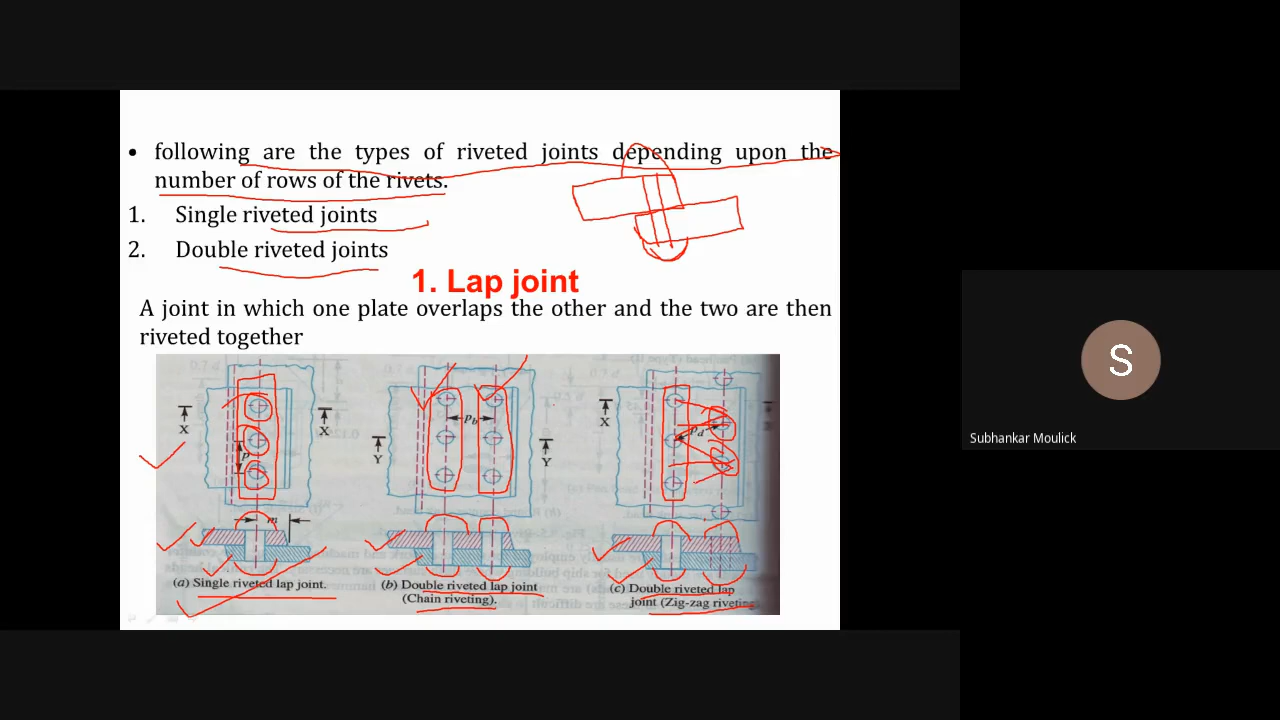 • following are the types of riveted joints depending upon the
number of rows of the rivets.
1. Single riveted joints
2. Double riveted joints
1. Lap joint
A joint in which one plate overlaps the other and the two are then
riveted together
X X
p
m
(a) Single riveted lap joint.
Pb
Y Y
(b) Double riveted lap joint
(Chain riveting).
X
Pd
(c) Double riveted lap
joint (Zig-zag riveting
S
Subhankar Moulick